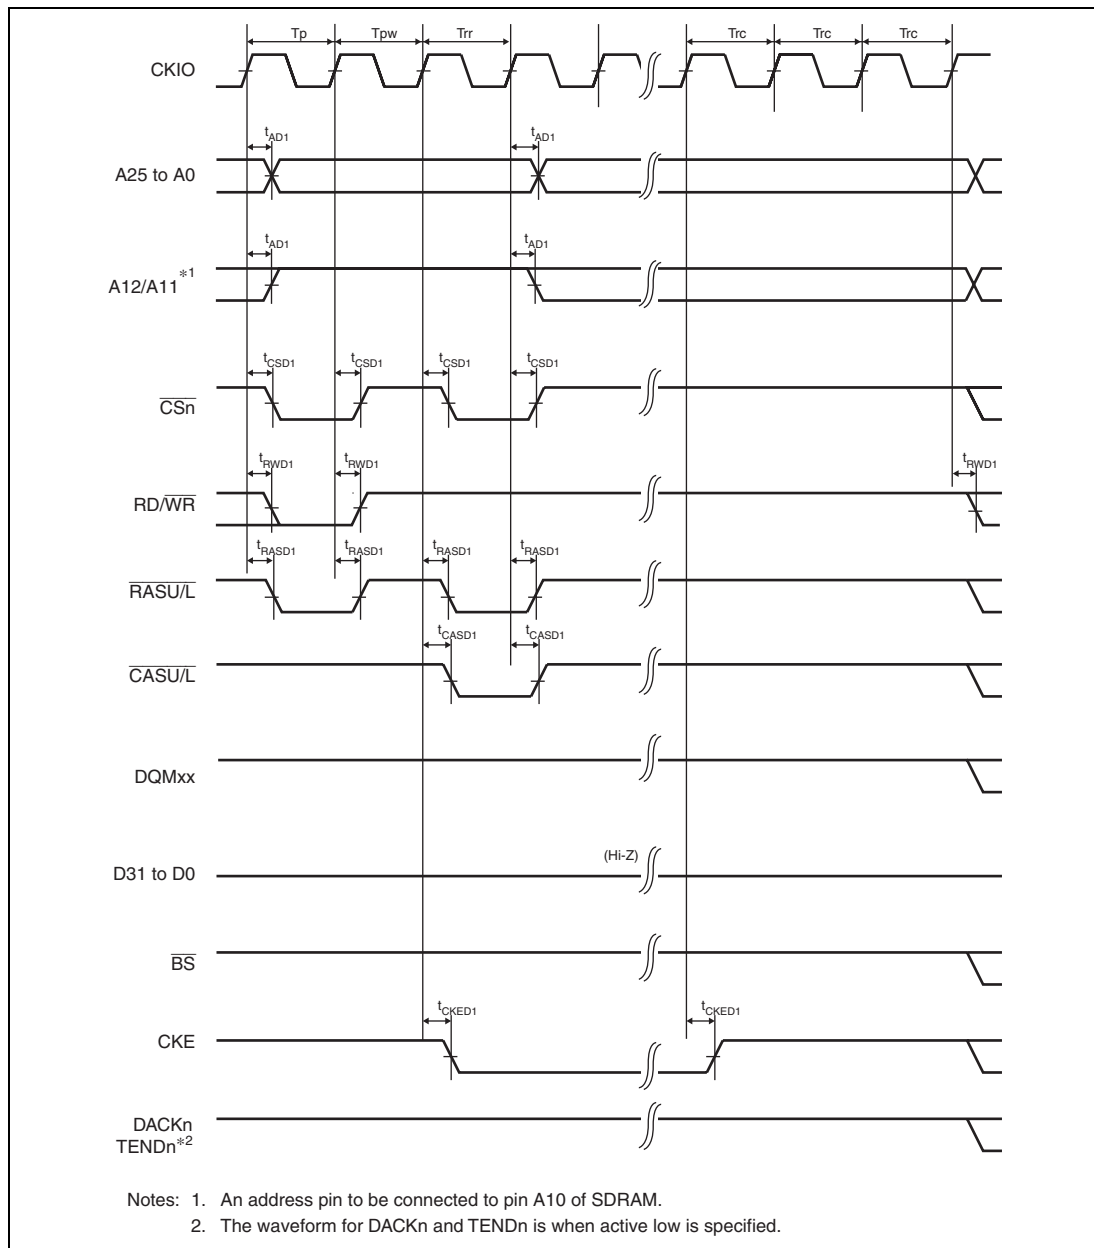 Tp Tpw Trr Trc Trc Trc
CKIO
tAD1 tAD1
A25 to A0
tAD1 tAD1
A12/A11*1
tCSD1 tCSD1 tCSD1 tCSD1
CSn
tRWD1 tRWD1 tRWD1
RD/WR
tRASD1 tRASD1 tRASD1 tRASD1
RASU/L
tCASD1 tCASD1
CASU/L
DQMxx
(Hi-Z)
D31 to D0
BS
tCKED1 tCKED1
CKE
DACKn
TENDn*2
Notes: 1. An address pin to be connected to pin A10 of SDRAM.
2. The waveform for DACKn and TENDn is when active low is specified.